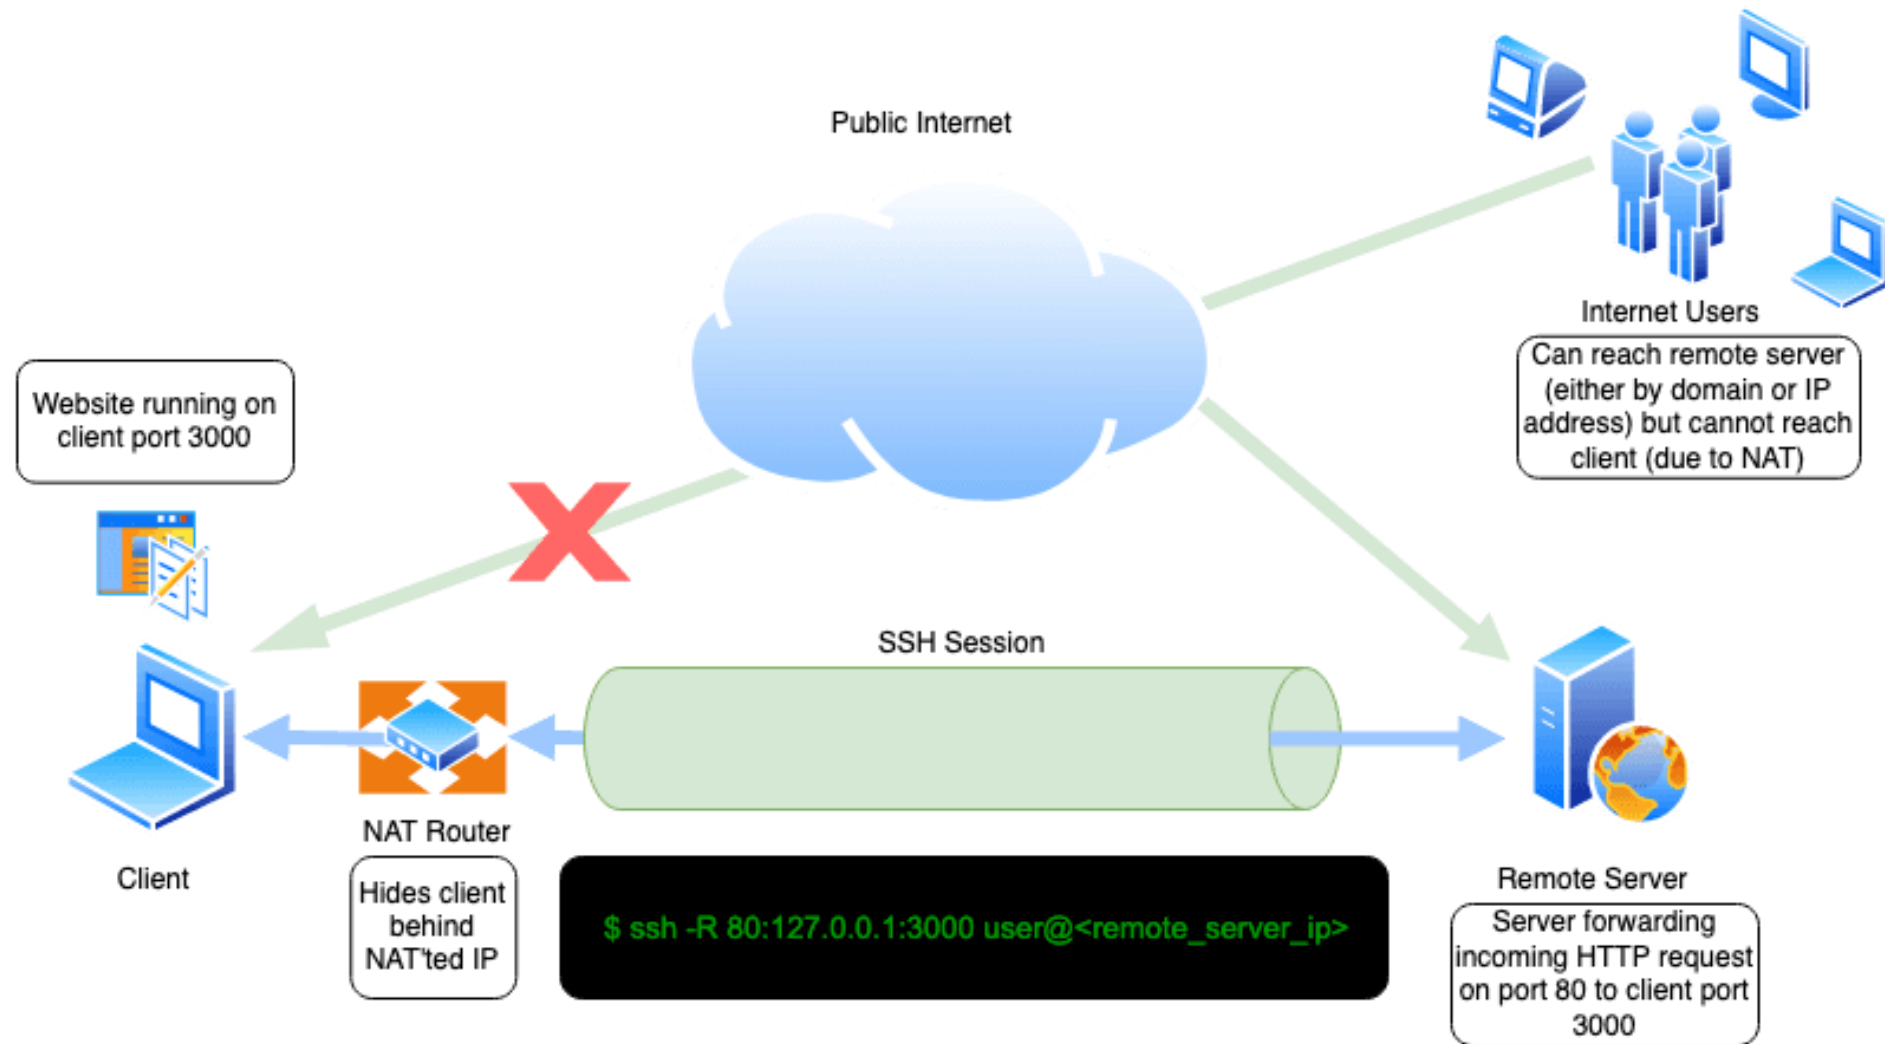 Public Internet
Internet Users
Can reach remote server
(either by domain or IP
address) but cannot reach
client (due to NAT)
Website running on
client port 3000
SSH Session
NAT Router
Hides client
behind
NAT'ted IP
Client
$ ssh -R 80:127.0.0.1:3000 user@<remote_server_ip>
Remote Server
Server forwarding
incoming HTTP request
on port 80 to client port
3000